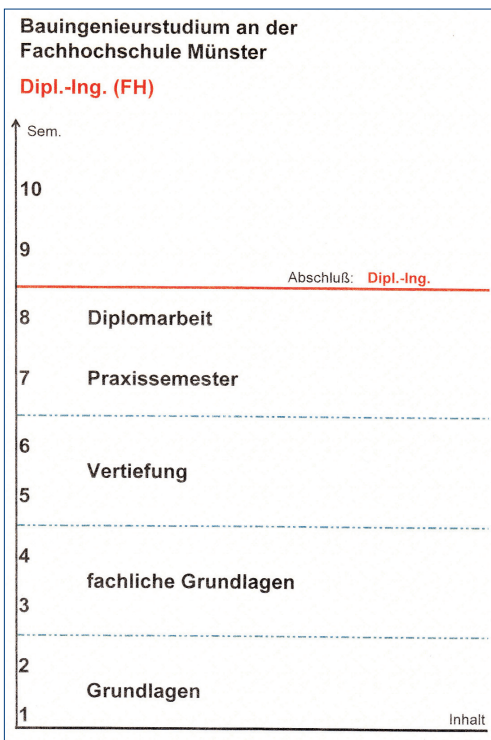 Bauingenieurstudium an der
Fachhochschule Münster
Dipl.-Ing. (FH)
Sem.
10
9
Abschluß: Dipl.-Ing.
8 Diplomarbeit
7 Praxissemester
6
Vertiefung
5
4
fachliche Grundlagen
3
2
Grundlagen
1
Inhalt